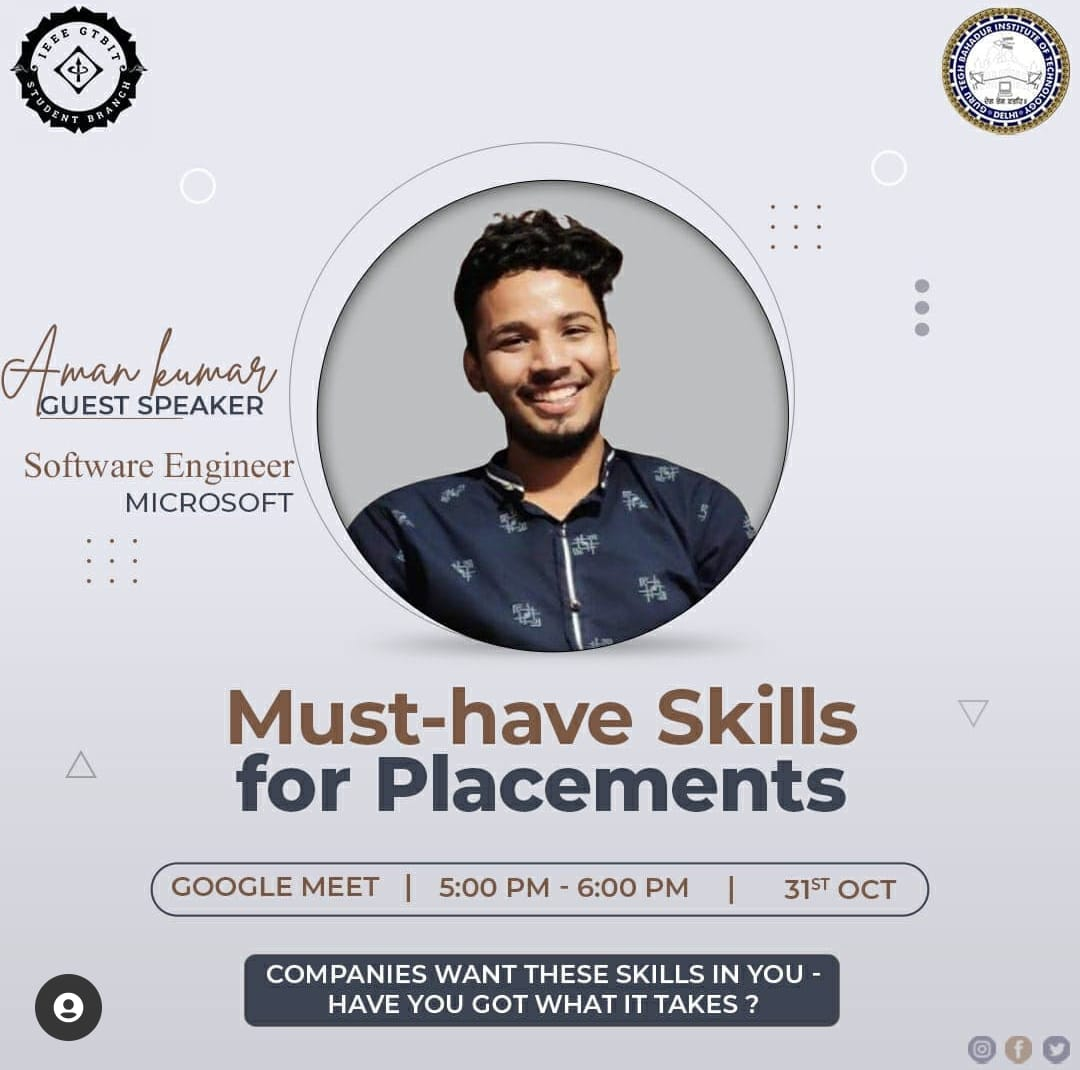 IEEE GTBIT
STUDENT BRANCH
GURU TEGH BAHADUR INSTITUTE OF TECHNOLOGY
DELHI
Aman kumar
GUEST SPEAKER
Software Engineer
MICROSOFT
Must-have Skills
for Placements
GOOGLE MEET | 5:00 PM - 6:00 PM | 31ST OCT
COMPANIES WANT THESE SKILLS IN YOU -
HAVE YOU GOT WHAT IT TAKES ?